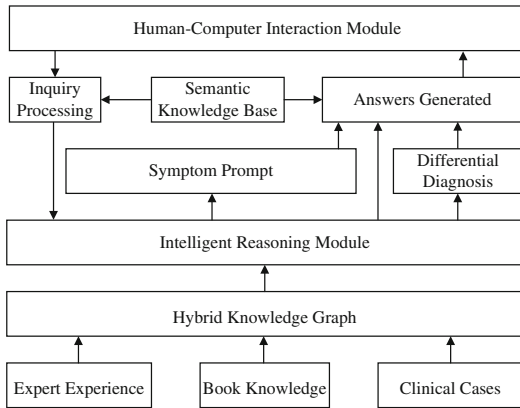 Human-Computer Interaction Module
Inquiry
Processing
Semantic
Knowledge Base
Answers Generated
Symptom Prompt
Differential
Diagnosis
Intelligent Reasoning Module
Hybrid Knowledge Graph
Expert Experience
Book Knowledge
Clinical Cases